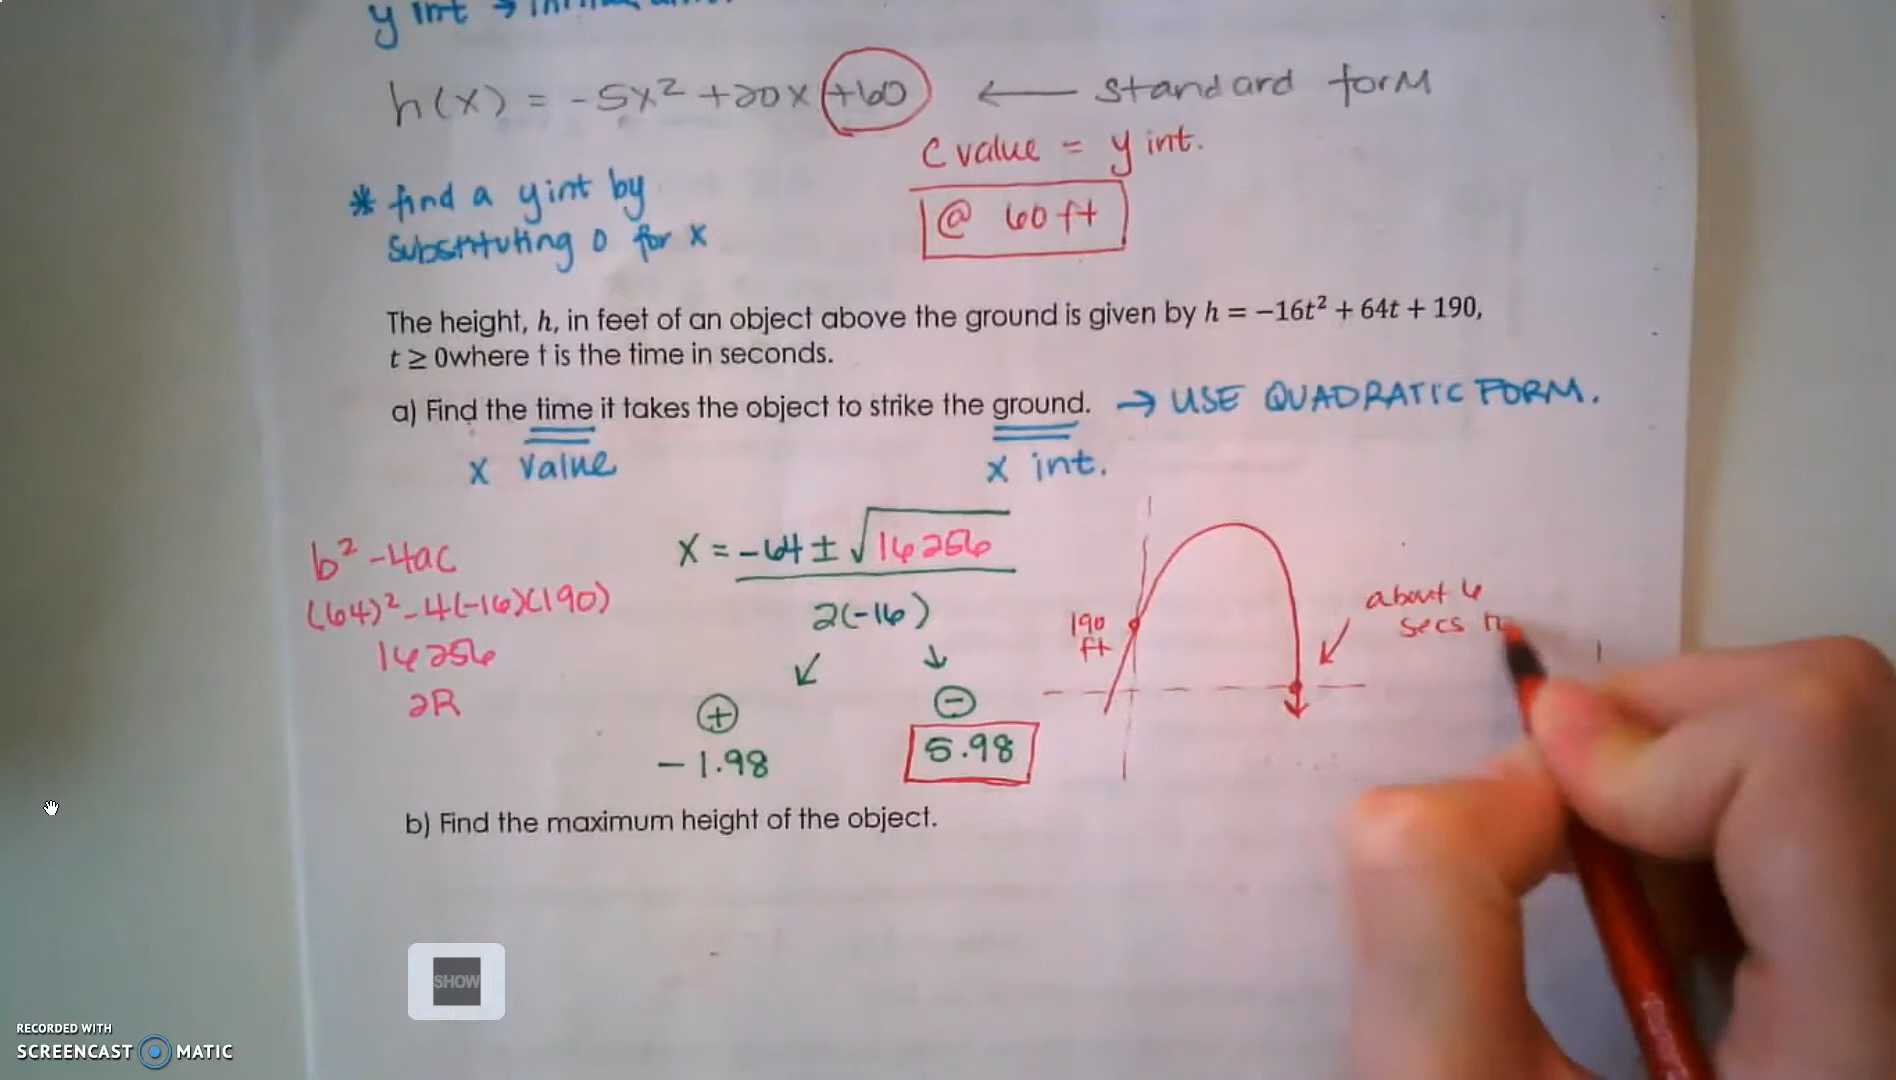 y int →
h(x) = -5x² +20x +60 ← standard form
C value = y int.
@ 60 ft
* find a y int by
substituting 0 for x
The height, h, in feet of an object above the ground is given by h = −16t² + 64t + 190,
t ≥ 0where t is the time in seconds.
a) Find the time it takes the object to strike the ground. → USE QUADRATIC FORM.
x value
x int.
b² -4ac
(64)² - 4(-16)(190)
16256
2R
x = -64 ± √16256
2(-16)
↙ ↓
+ −
-1.98 5.98
190
ft
about 6
secs
b) Find the maximum height of the object.
SHOW
RECORDED WITH
SCREENCAST MATIC